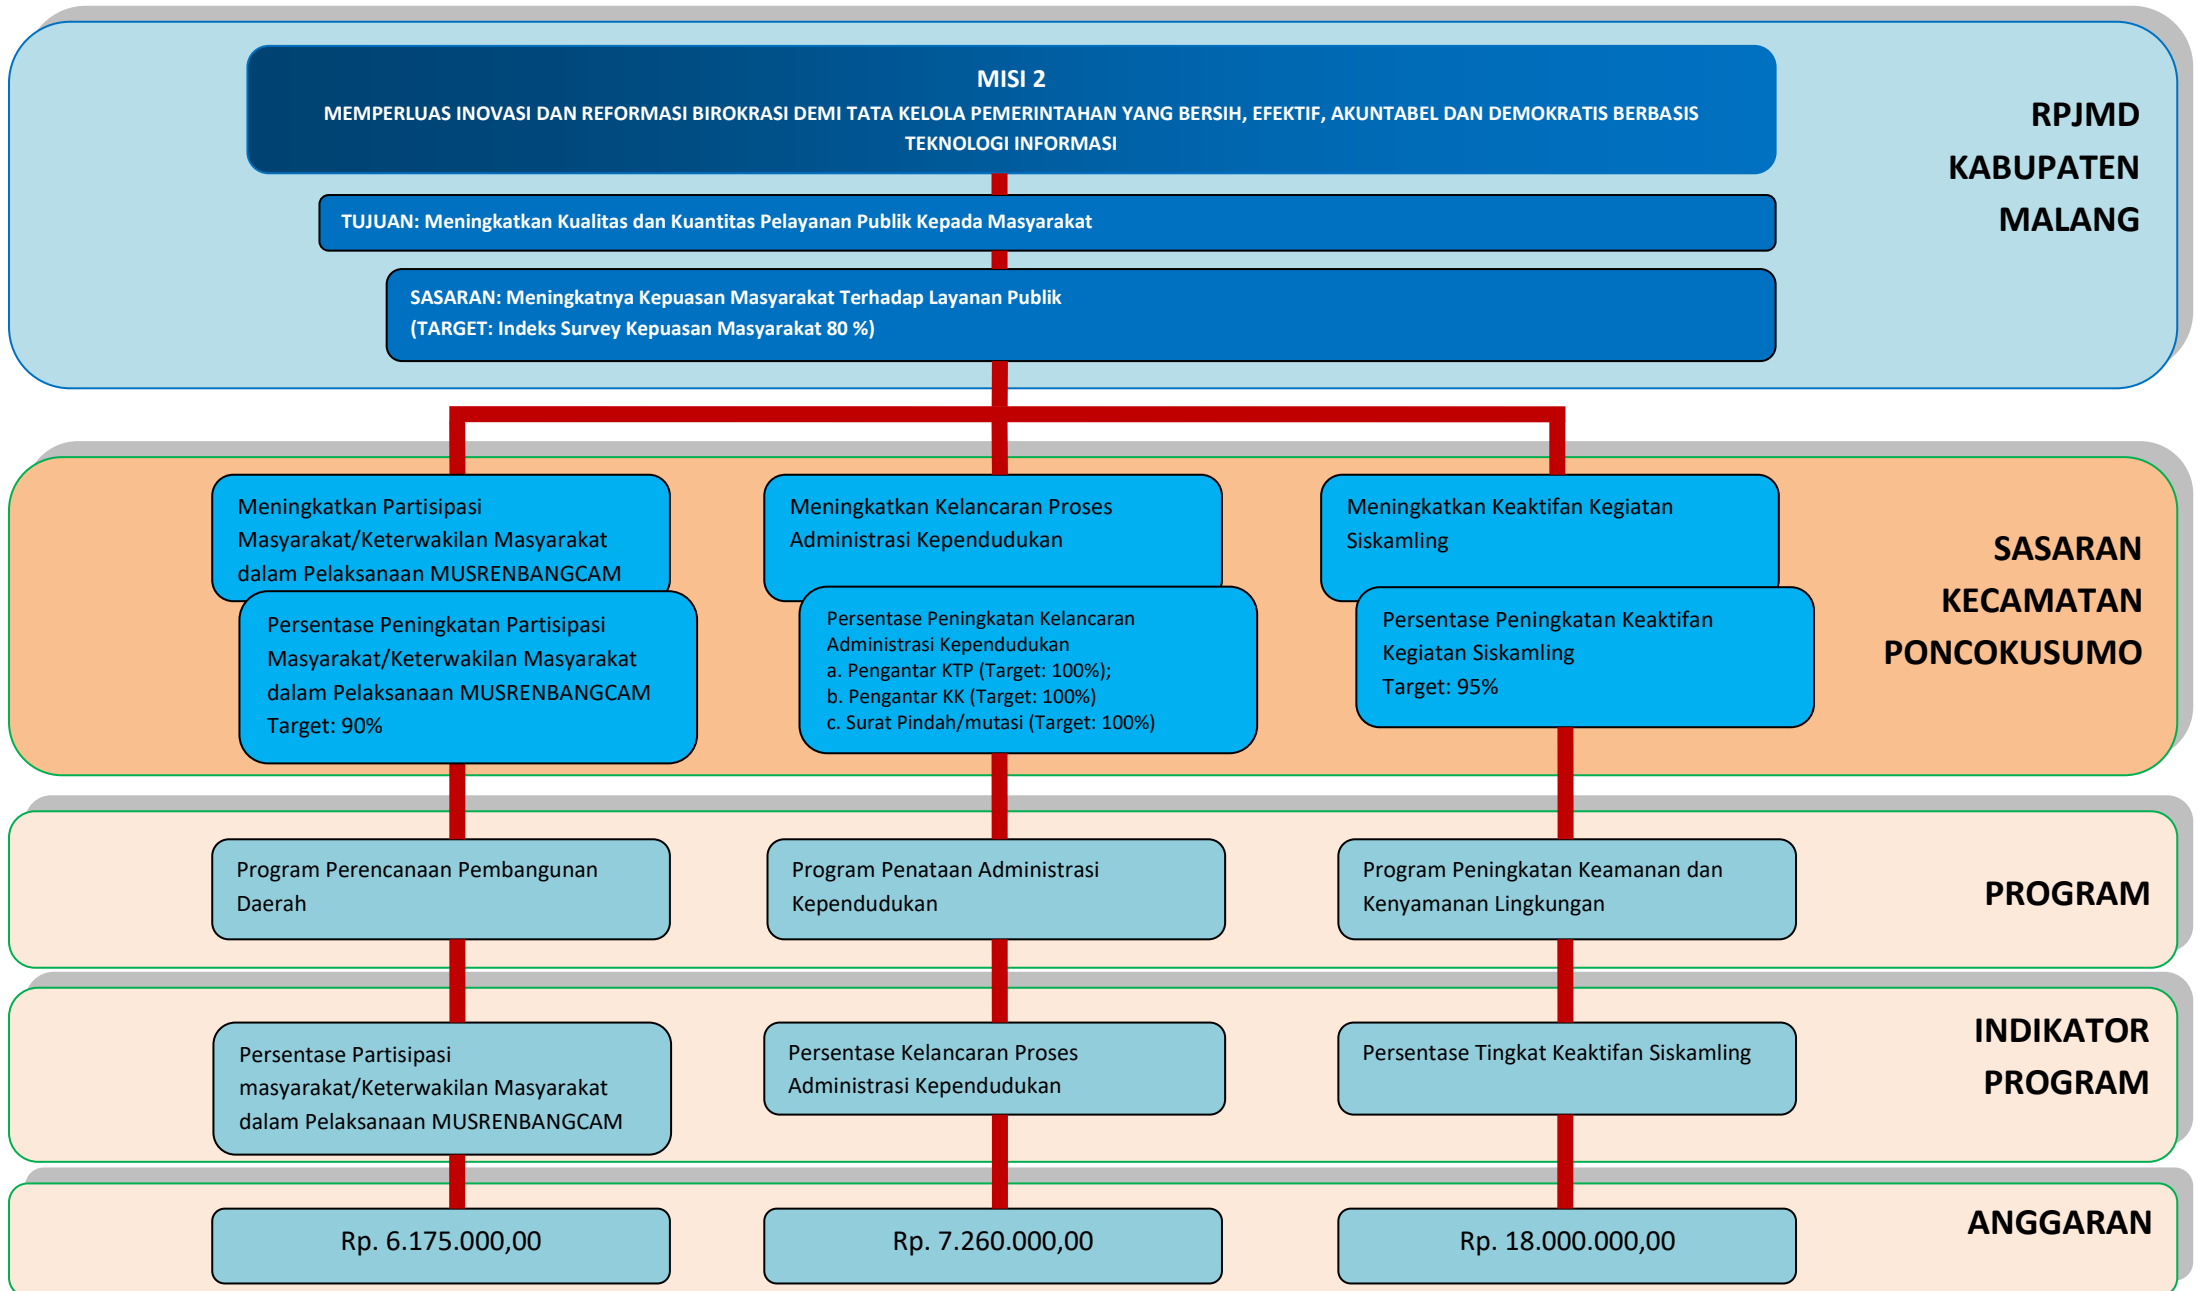 MISI 2
MEMPERLUAS INOVASI DAN REFORMASI BIROKRASI DEMI TATA KELOLA PEMERINTAHAN YANG BERSIH, EFEKTIF, AKUNTABEL DAN DEMOKRATIS BERBASIS
TEKNOLOGI INFORMASI
RPJMD
KABUPATEN
MALANG
TUJUAN: Meningkatkan Kualitas dan Kuantitas Pelayanan Publik Kepada Masyarakat
SASARAN: Meningkatnya Kepuasan Masyarakat Terhadap Layanan Publik
(TARGET: Indeks Survey Kepuasan Masyarakat 80 %)
Meningkatkan Partisipasi
Masyarakat/Keterwakilan Masyarakat
dalam Pelaksanaan MUSRENBANGCAM
Persentase Peningkatan Partisipasi
Masyarakat/Keterwakilan Masyarakat
dalam Pelaksanaan MUSRENBANGCAM
Target: 90%
Meningkatkan Kelancaran Proses
Administrasi Kependudukan
Persentase Peningkatan Kelancaran
Administrasi Kependudukan
a. Pengantar KTP (Target: 100%);
b. Pengantar KK (Target: 100%)
c. Surat Pindah/mutasi (Target: 100%)
Meningkatkan Keaktifan Kegiatan
Siskamling
Persentase Peningkatan Keaktifan
Kegiatan Siskamling
Target: 95%
SASARAN
KECAMATAN
PONCOKUSUMO
Program Perencanaan Pembangunan
Daerah
Program Penataan Administrasi
Kependudukan
Program Peningkatan Keamanan dan
Kenyamanan Lingkungan
PROGRAM
Persentase Partisipasi
masyarakat/Keterwakilan Masyarakat
dalam Pelaksanaan MUSRENBANGCAM
Persentase Kelancaran Proses
Administrasi Kependudukan
Persentase Tingkat Keaktifan Siskamling
INDIKATOR
PROGRAM
Rp. 6.175.000,00
Rp. 7.260.000,00
Rp. 18.000.000,00
ANGGARAN